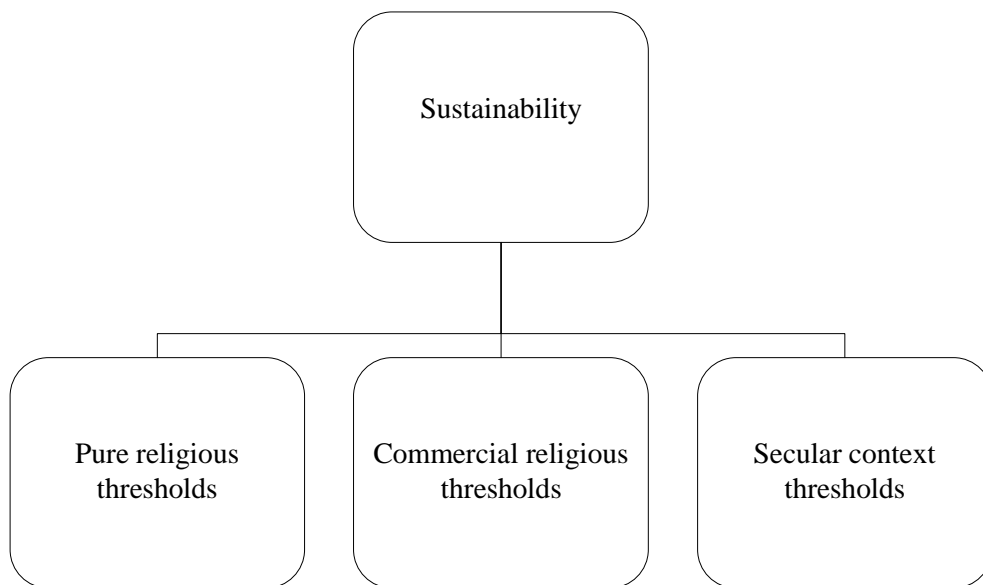 Sustainability
Pure religious
thresholds
Commercial religious
thresholds
Secular context
thresholds